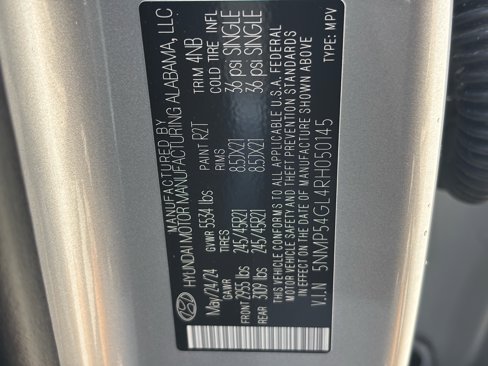 MANUFACTURED BY
HYUNDAI MOTOR MANUFACTURING ALABAMA, LLC
May/24/24 GVWR 5534 lbs PAINT R2T TRIM 4NB
GAWR TIRES RIMS COLD TIRE INFL
FRONT 2955 lbs 245/45R21 8.5JX21 36 psi SINGLE
REAR 3109 lbs 245/45R21 8.5JX21 36 psi SINGLE
THIS VEHICLE CONFORMS TO ALL APPLICABLE U.S.A. FEDERAL
MOTOR VEHICLE SAFETY AND THEFT PREVENTION STANDARDS
IN EFFECT ON THE DATE OF MANUFACTURE SHOWN ABOVE
V.I.N 5NMP54GL4RH050145 TYPE: MPV